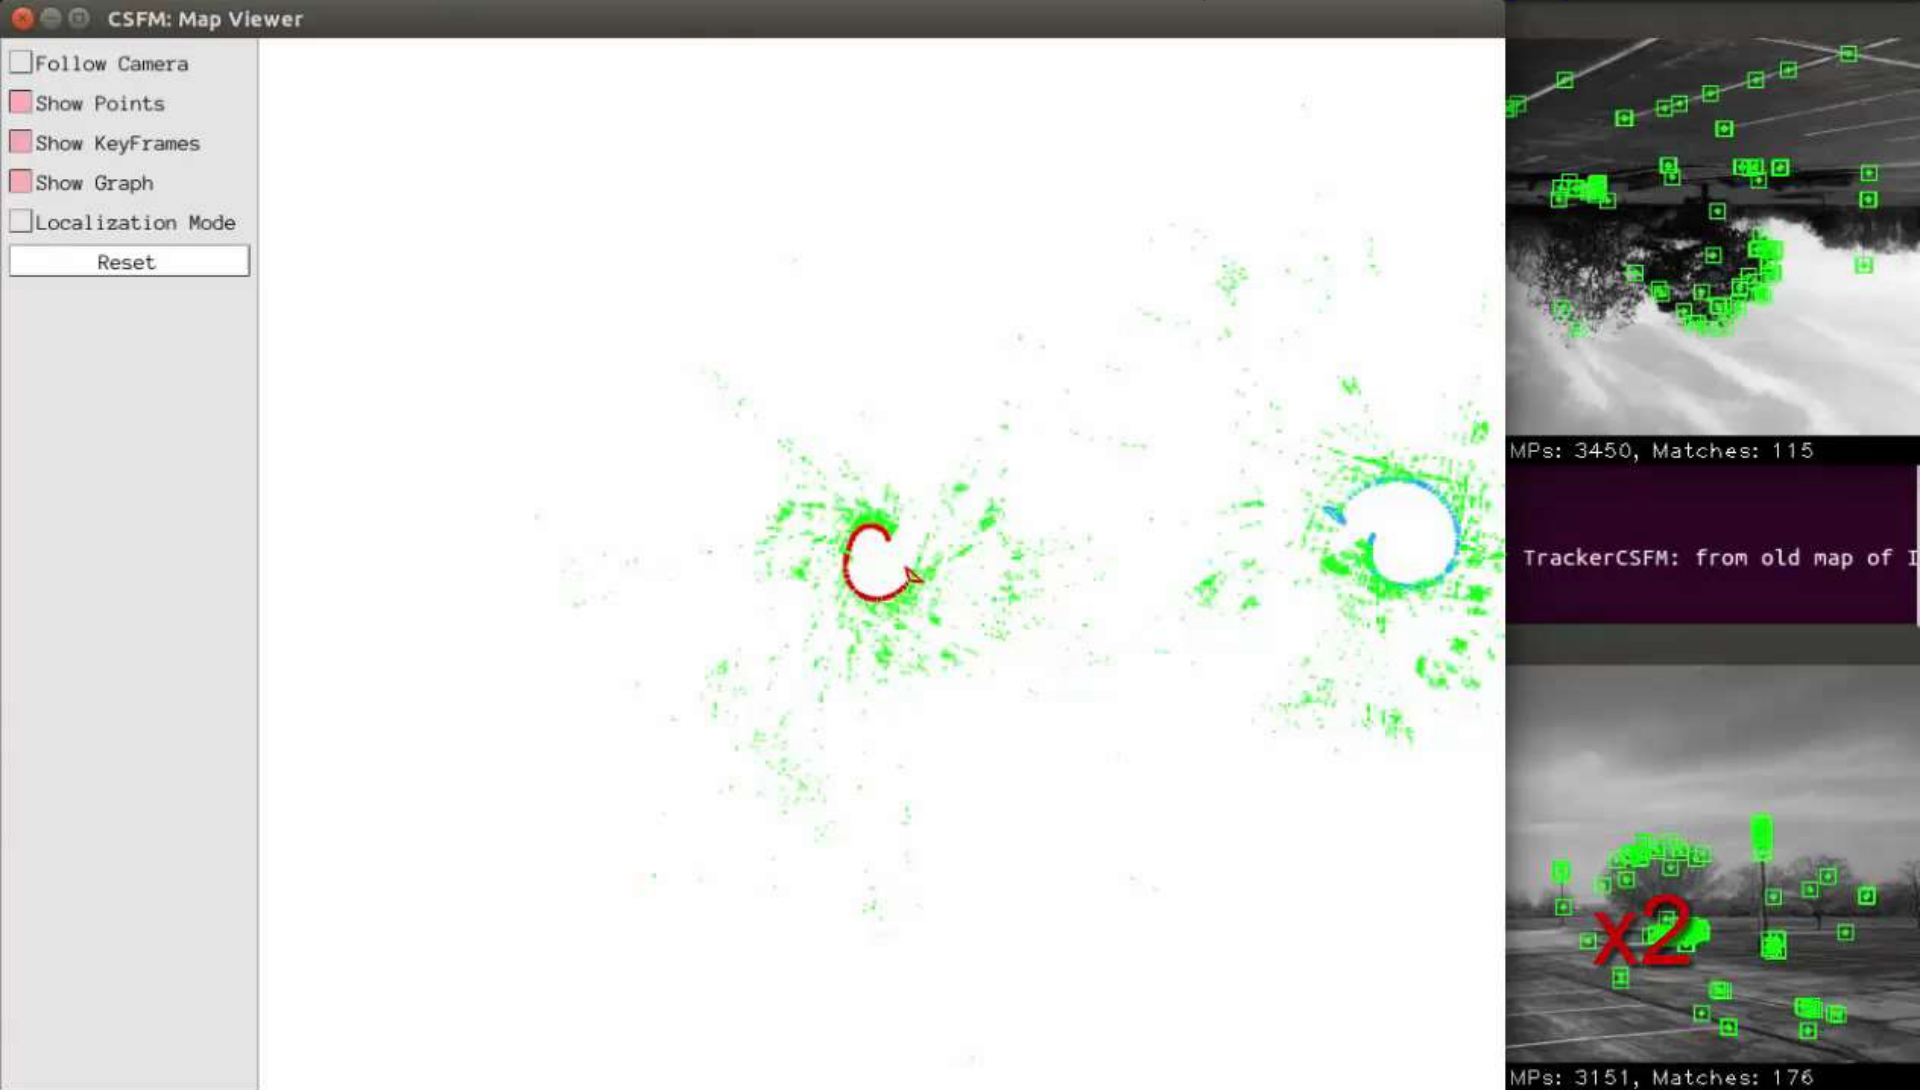 CSFM: Map Viewer
Follow Camera
Show Points
Show KeyFrames
Show Graph
Localization Mode
Reset
MPs: 3450, Matches: 115
TrackerCSFM: from old map of I
x2
MPs: 3151, Matches: 176